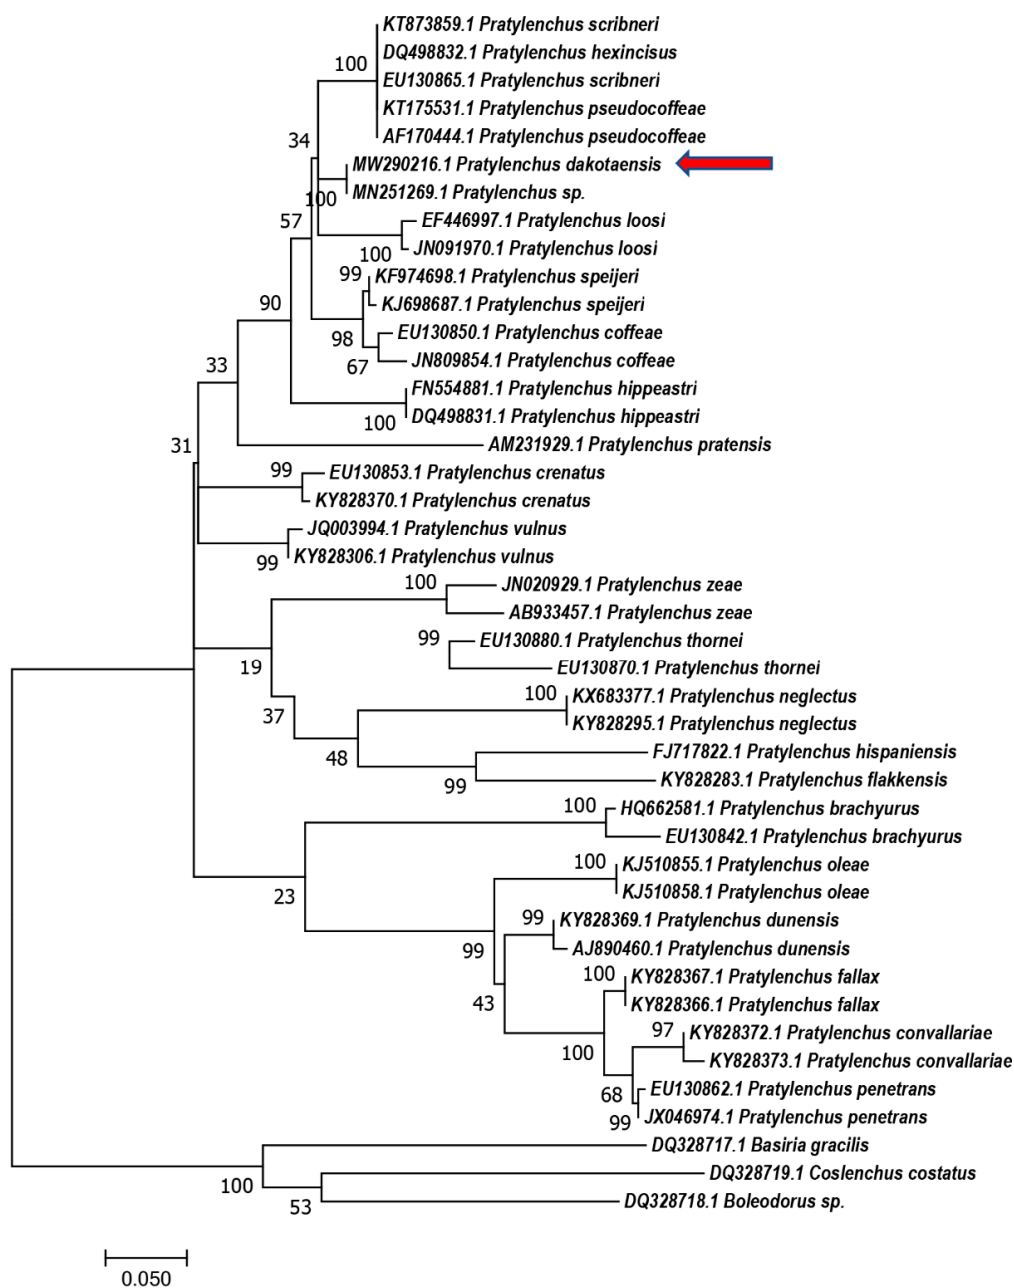 KT873859.1 Pratylenchus scribneri
DQ498832.1 Pratylenchus hexincisus
100
EU130865.1 Pratylenchus scribneri
KT175531.1 Pratylenchus pseudocoffeae
AF170444.1 Pratylenchus pseudocoffeae
34
MW290216.1 Pratylenchus dakotaensis
100
MN251269.1 Pratylenchus sp.
57
EF446997.1 Pratylenchus loosi
100
JN091970.1 Pratylenchus loosi
99
KF974698.1 Pratylenchus speijeri
90
KJ698687.1 Pratylenchus speijeri
98
EU130850.1 Pratylenchus coffeae
67
JN809854.1 Pratylenchus coffeae
33
FN554881.1 Pratylenchus hippeastri
100
DQ498831.1 Pratylenchus hippeastri
31
AM231929.1 Pratylenchus pratensis
99
EU130853.1 Pratylenchus crenatus
KY828370.1 Pratylenchus crenatus
JQ003994.1 Pratylenchus vulnus
99
KY828306.1 Pratylenchus vulnus
100
JN020929.1 Pratylenchus zeae
AB933457.1 Pratylenchus zeae
99
EU130880.1 Pratylenchus thornei
19
EU130870.1 Pratylenchus thornei
100
KX683377.1 Pratylenchus neglectus
37
KY828295.1 Pratylenchus neglectus
48
FJ717822.1 Pratylenchus hispaniensis
99
KY828283.1 Pratylenchus flakkensis
100
HQ662581.1 Pratylenchus brachyurus
EU130842.1 Pratylenchus brachyurus
100
KJ510855.1 Pratylenchus oleae
23
KJ510858.1 Pratylenchus oleae
99
KY828369.1 Pratylenchus dunensis
99
AJ890460.1 Pratylenchus dunensis
100
KY828367.1 Pratylenchus fallax
43
KY828366.1 Pratylenchus fallax
97
KY828372.1 Pratylenchus convallariae
100
KY828373.1 Pratylenchus convallariae
68
EU130862.1 Pratylenchus penetrans
99
JX046974.1 Pratylenchus penetrans
DQ328717.1 Basiria gracilis
100
DQ328719.1 Coslenchus costatus
53
DQ328718.1 Boleodorus sp.
0.050